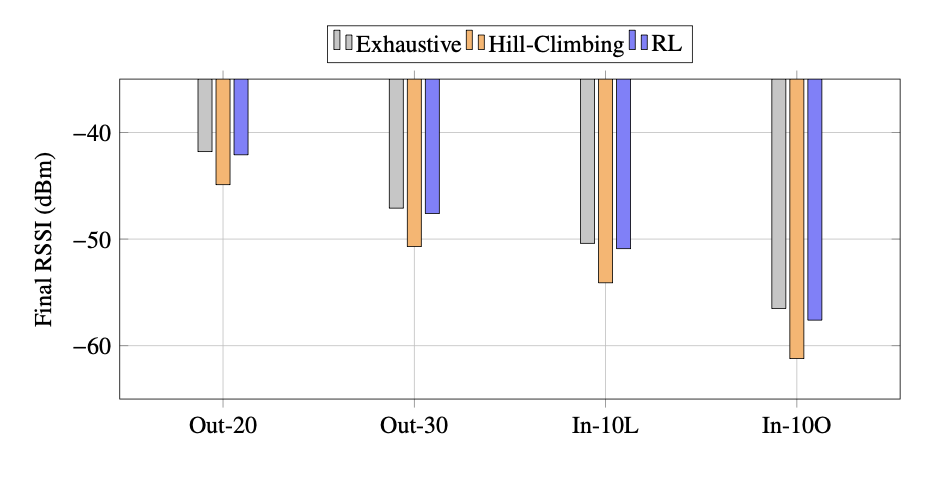 Exhaustive Hill-Climbing RL
Final RSSI (dBm)
−40
−50
−60
Out-20 Out-30 In-10L In-10O